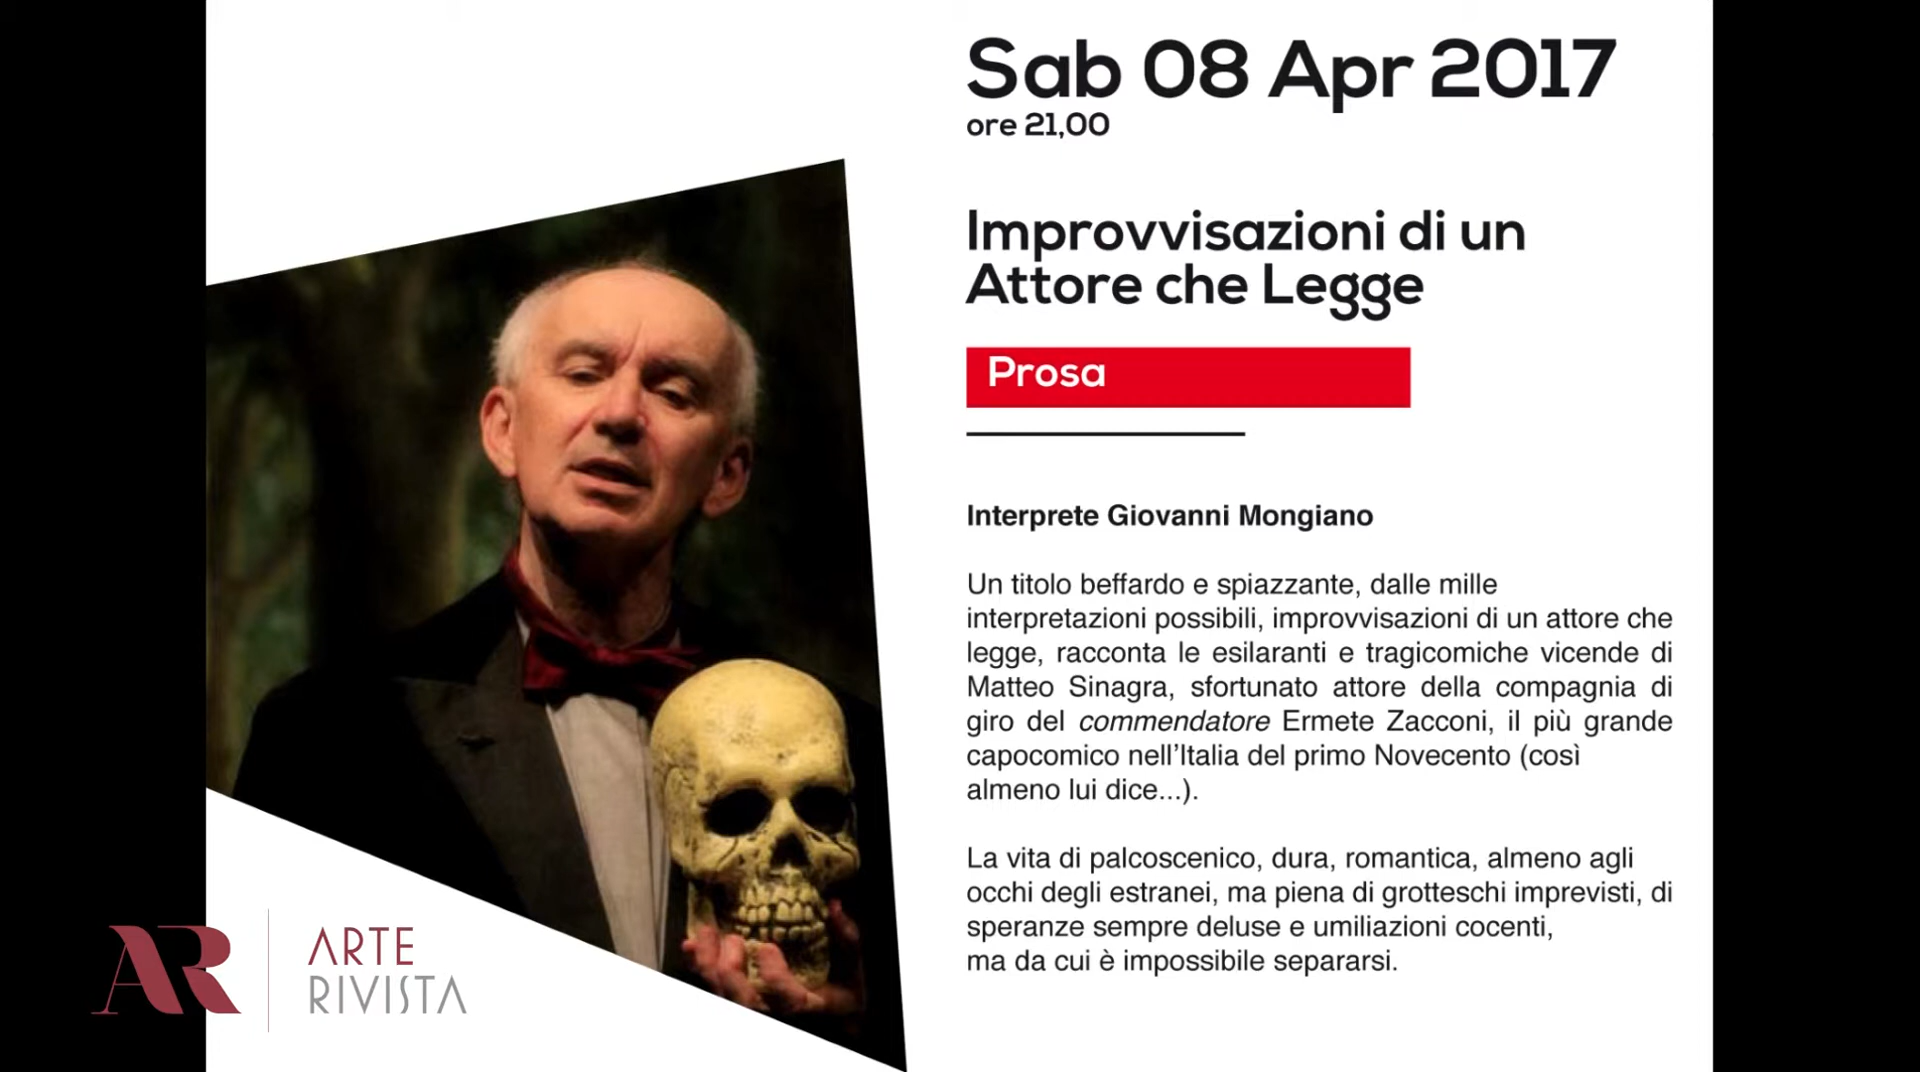 Sab 08 Apr 2017
ore 21,00
Improvvisazioni di un
Attore che Legge
Prosa
Interprete Giovanni Mongiano
Un titolo beffardo e spiazzante, dalle mille
interpretazioni possibili, improvvisazioni di un attore che
legge, racconta le esilaranti e tragicomiche vicende di
Matteo Sinagra, sfortunato attore della compagnia di
giro del commendatore Ermete Zacconi, il più grande
capocomico nell'Italia del primo Novecento (così
almeno lui dice...).
La vita di palcoscenico, dura, romantica, almeno agli
occhi degli estranei, ma piena di grotteschi imprevisti, di
speranze sempre deluse e umiliazioni cocenti,
ma da cui è impossibile separarsi.
AR
ARTE
RIVISTA